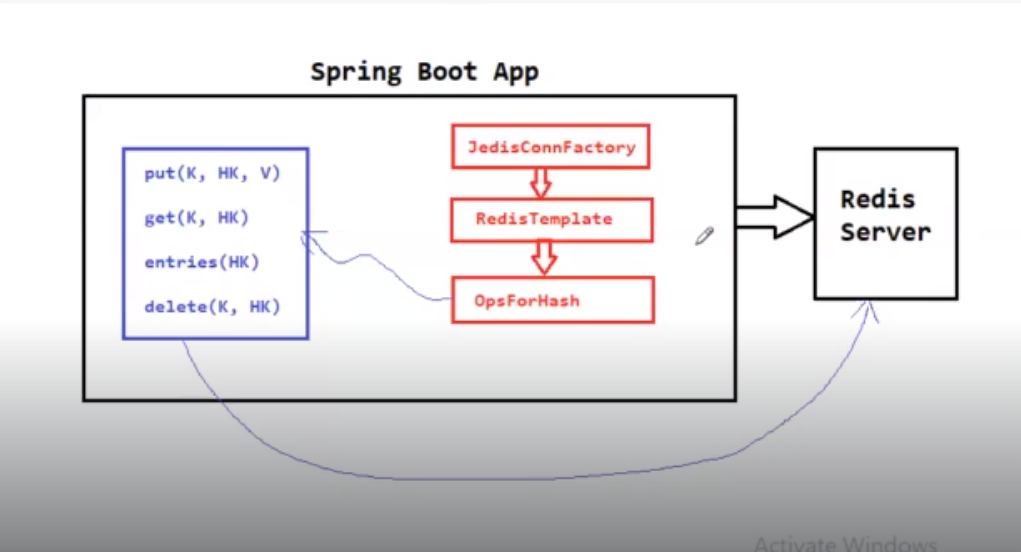 Spring Boot App
put(K, HK, V)
get(K, HK)
entries(HK)
delete(K, HK)
JedisConnFactory
RedisTemplate
OpsForHash
Redis
Server
Activate Windows